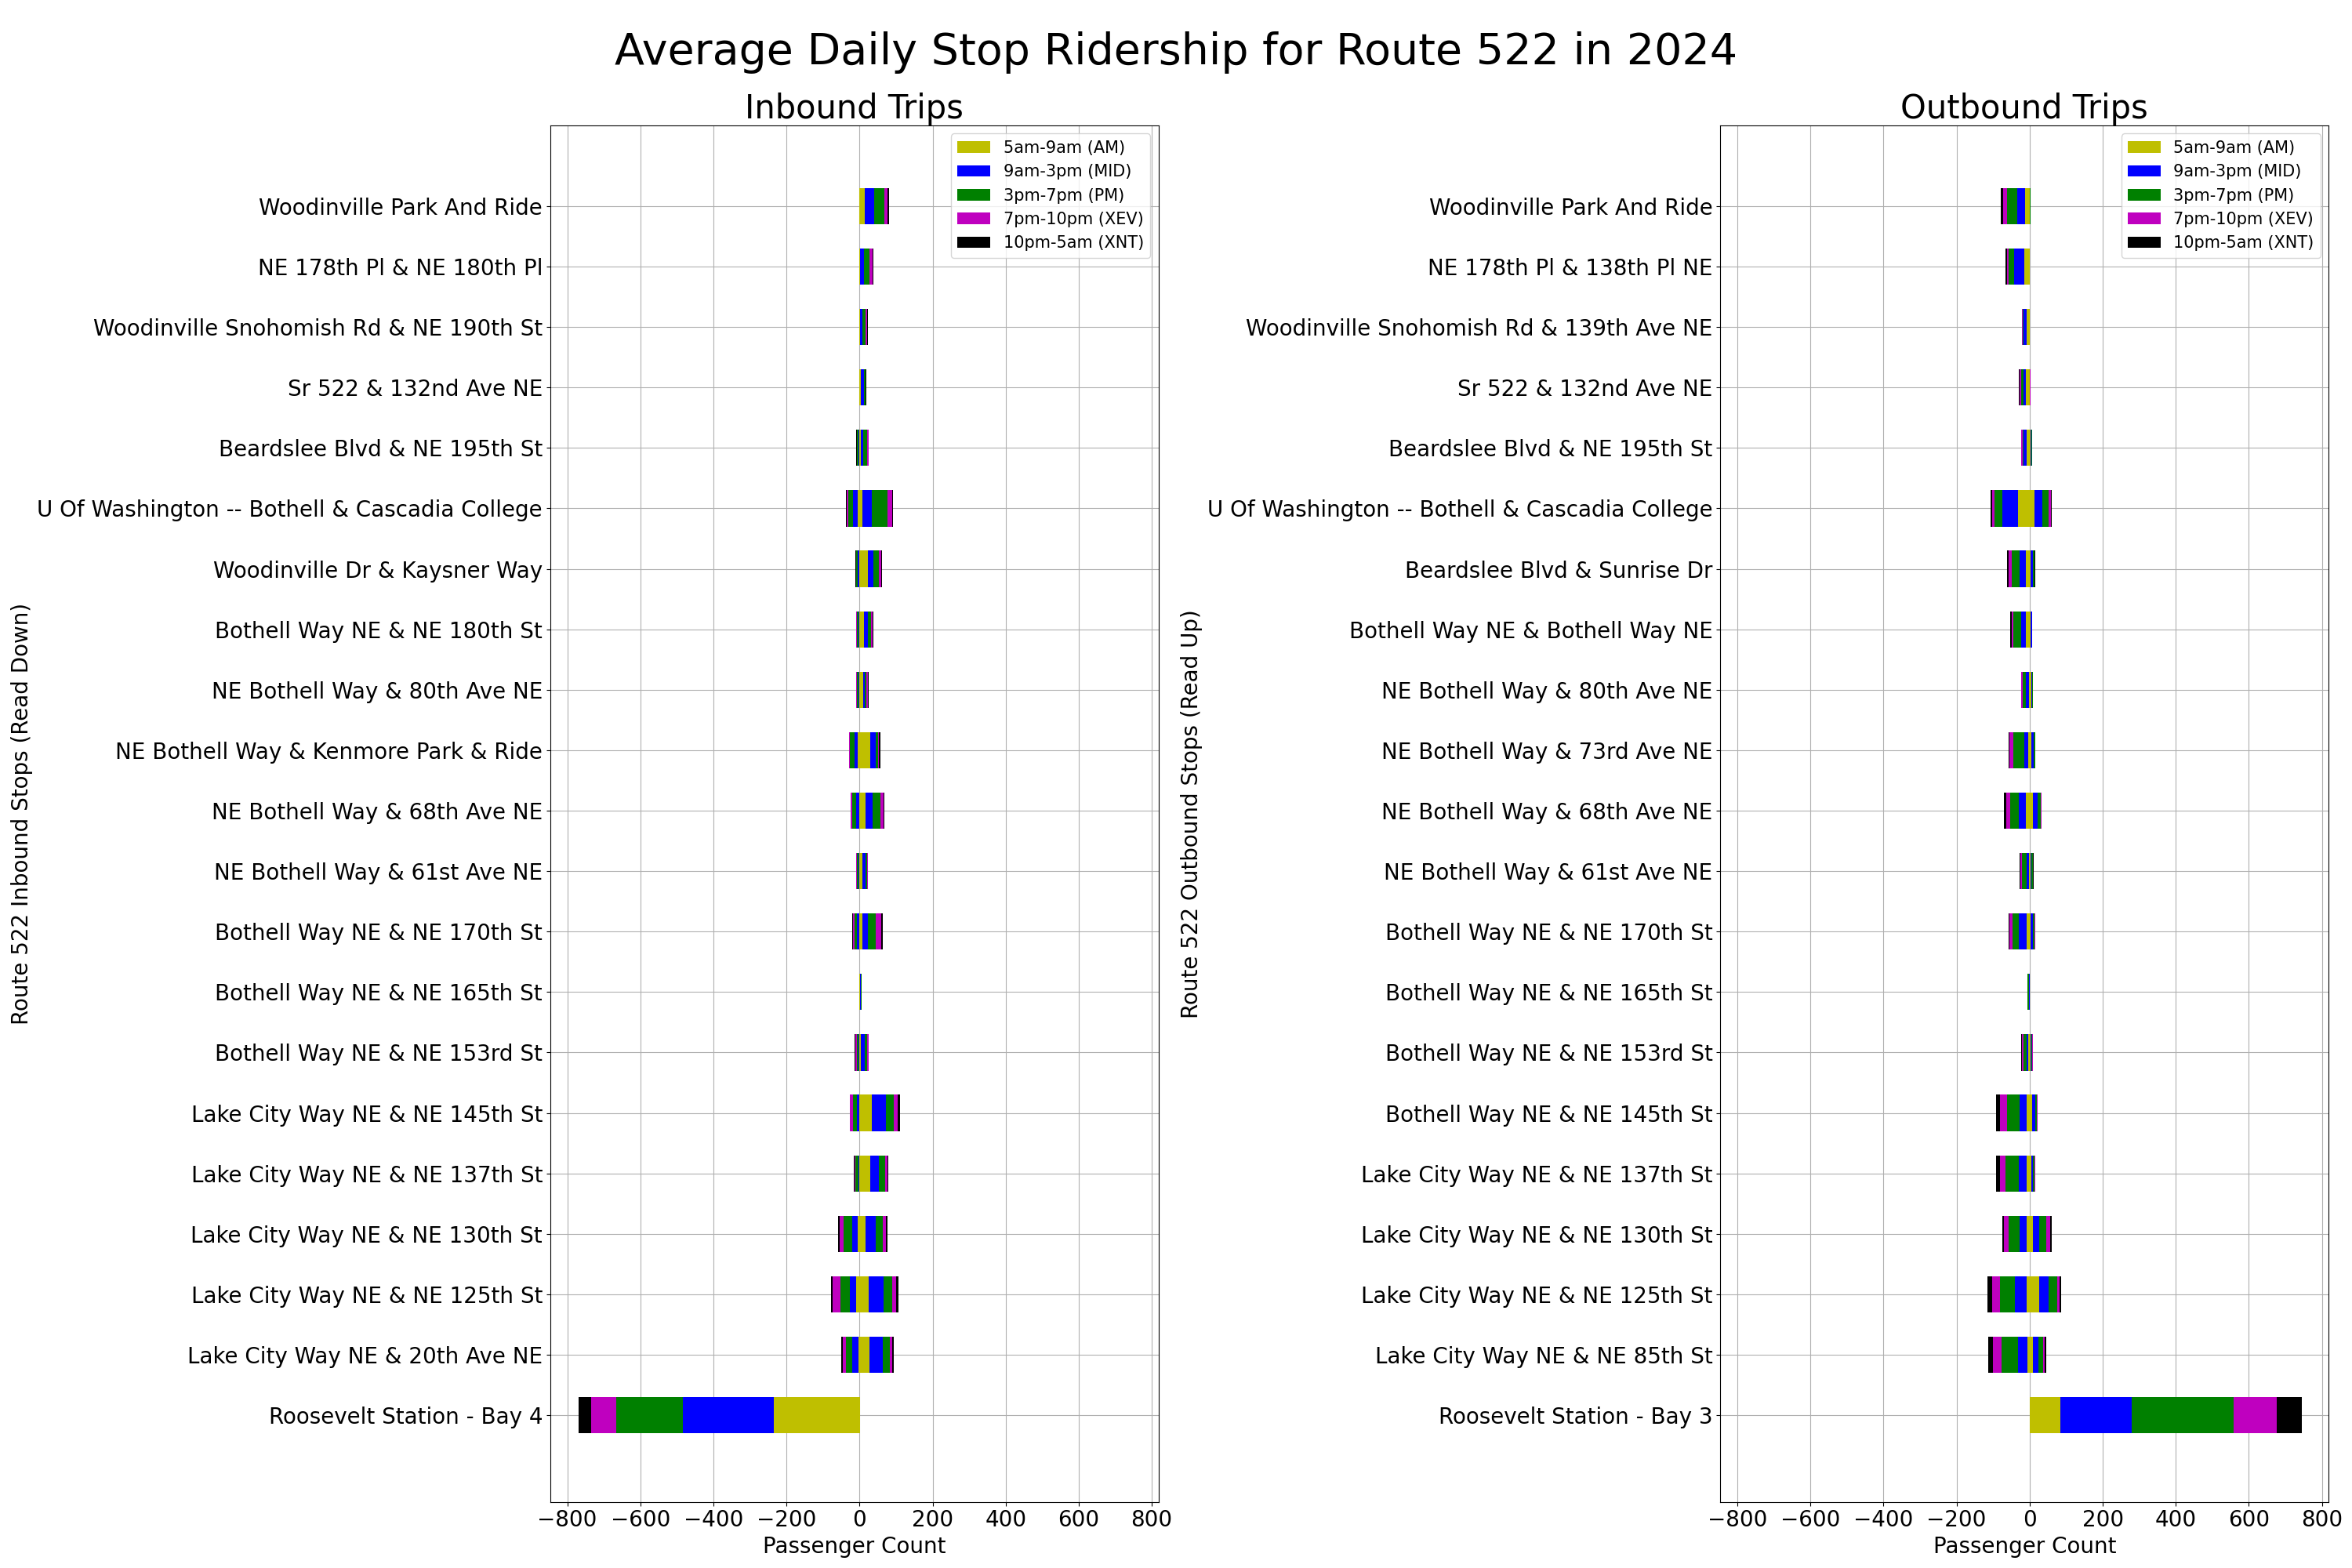 Average Daily Stop Ridership for Route 522 in 2024
Inbound Trips
5am-9am (AM)
9am-3pm (MID)
3pm-7pm (PM)
7pm-10pm (XEV)
10pm-5am (XNT)
Route 522 Inbound Stops (Read Down)
Woodinville Park And Ride
NE 178th Pl & NE 180th Pl
Woodinville Snohomish Rd & NE 190th St
Sr 522 & 132nd Ave NE
Beardslee Blvd & NE 195th St
U Of Washington -- Bothell & Cascadia College
Woodinville Dr & Kaysner Way
Bothell Way NE & NE 180th St
NE Bothell Way & 80th Ave NE
NE Bothell Way & Kenmore Park & Ride
NE Bothell Way & 68th Ave NE
NE Bothell Way & 61st Ave NE
Bothell Way NE & NE 170th St
Bothell Way NE & NE 165th St
Bothell Way NE & NE 153rd St
Lake City Way NE & NE 145th St
Lake City Way NE & NE 137th St
Lake City Way NE & NE 130th St
Lake City Way NE & NE 125th St
Lake City Way NE & 20th Ave NE
Roosevelt Station - Bay 4
−800 −600 −400 −200 0 200 400 600 800
Passenger Count
Outbound Trips
5am-9am (AM)
9am-3pm (MID)
3pm-7pm (PM)
7pm-10pm (XEV)
10pm-5am (XNT)
Route 522 Outbound Stops (Read Up)
Woodinville Park And Ride
NE 178th Pl & 138th Pl NE
Woodinville Snohomish Rd & 139th Ave NE
Sr 522 & 132nd Ave NE
Beardslee Blvd & NE 195th St
U Of Washington -- Bothell & Cascadia College
Beardslee Blvd & Sunrise Dr
Bothell Way NE & Bothell Way NE
NE Bothell Way & 80th Ave NE
NE Bothell Way & 73rd Ave NE
NE Bothell Way & 68th Ave NE
NE Bothell Way & 61st Ave NE
Bothell Way NE & NE 170th St
Bothell Way NE & NE 165th St
Bothell Way NE & NE 153rd St
Bothell Way NE & NE 145th St
Lake City Way NE & NE 137th St
Lake City Way NE & NE 130th St
Lake City Way NE & NE 125th St
Lake City Way NE & NE 85th St
Roosevelt Station - Bay 3
−800 −600 −400 −200 0 200 400 600 800
Passenger Count